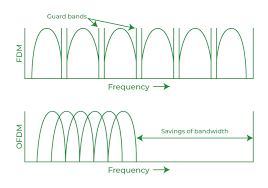 Guard bands
FDM
Frequency
Savings of bandwidth
OFDM
Frequency